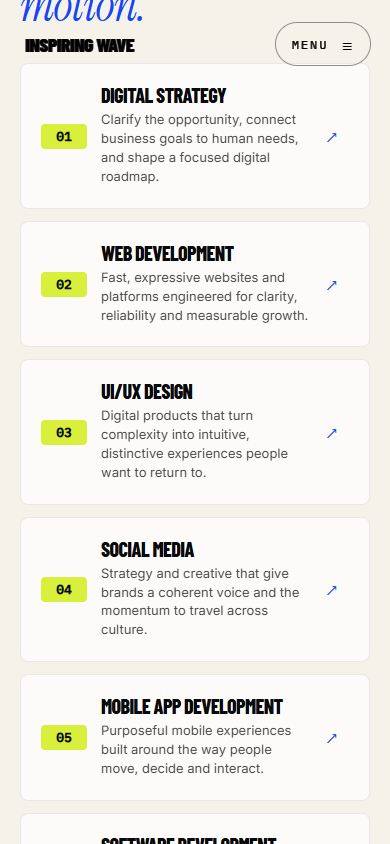 motion.
INSPIRING WAVE
MENU
DIGITAL STRATEGY
01
Clarify the opportunity, connect
business goals to human needs,
and shape a focused digital
roadmap.
↗
WEB DEVELOPMENT
02
Fast, expressive websites and
platforms engineered for clarity,
reliability and measurable growth.
↗
UI/UX DESIGN
03
Digital products that turn
complexity into intuitive,
distinctive experiences people
want to return to.
↗
SOCIAL MEDIA
04
Strategy and creative that give
brands a coherent voice and the
momentum to travel across
culture.
↗
MOBILE APP DEVELOPMENT
05
Purposeful mobile experiences
built around the way people
move, decide and interact.
↗
SOFTWARE DEVELOPMENT